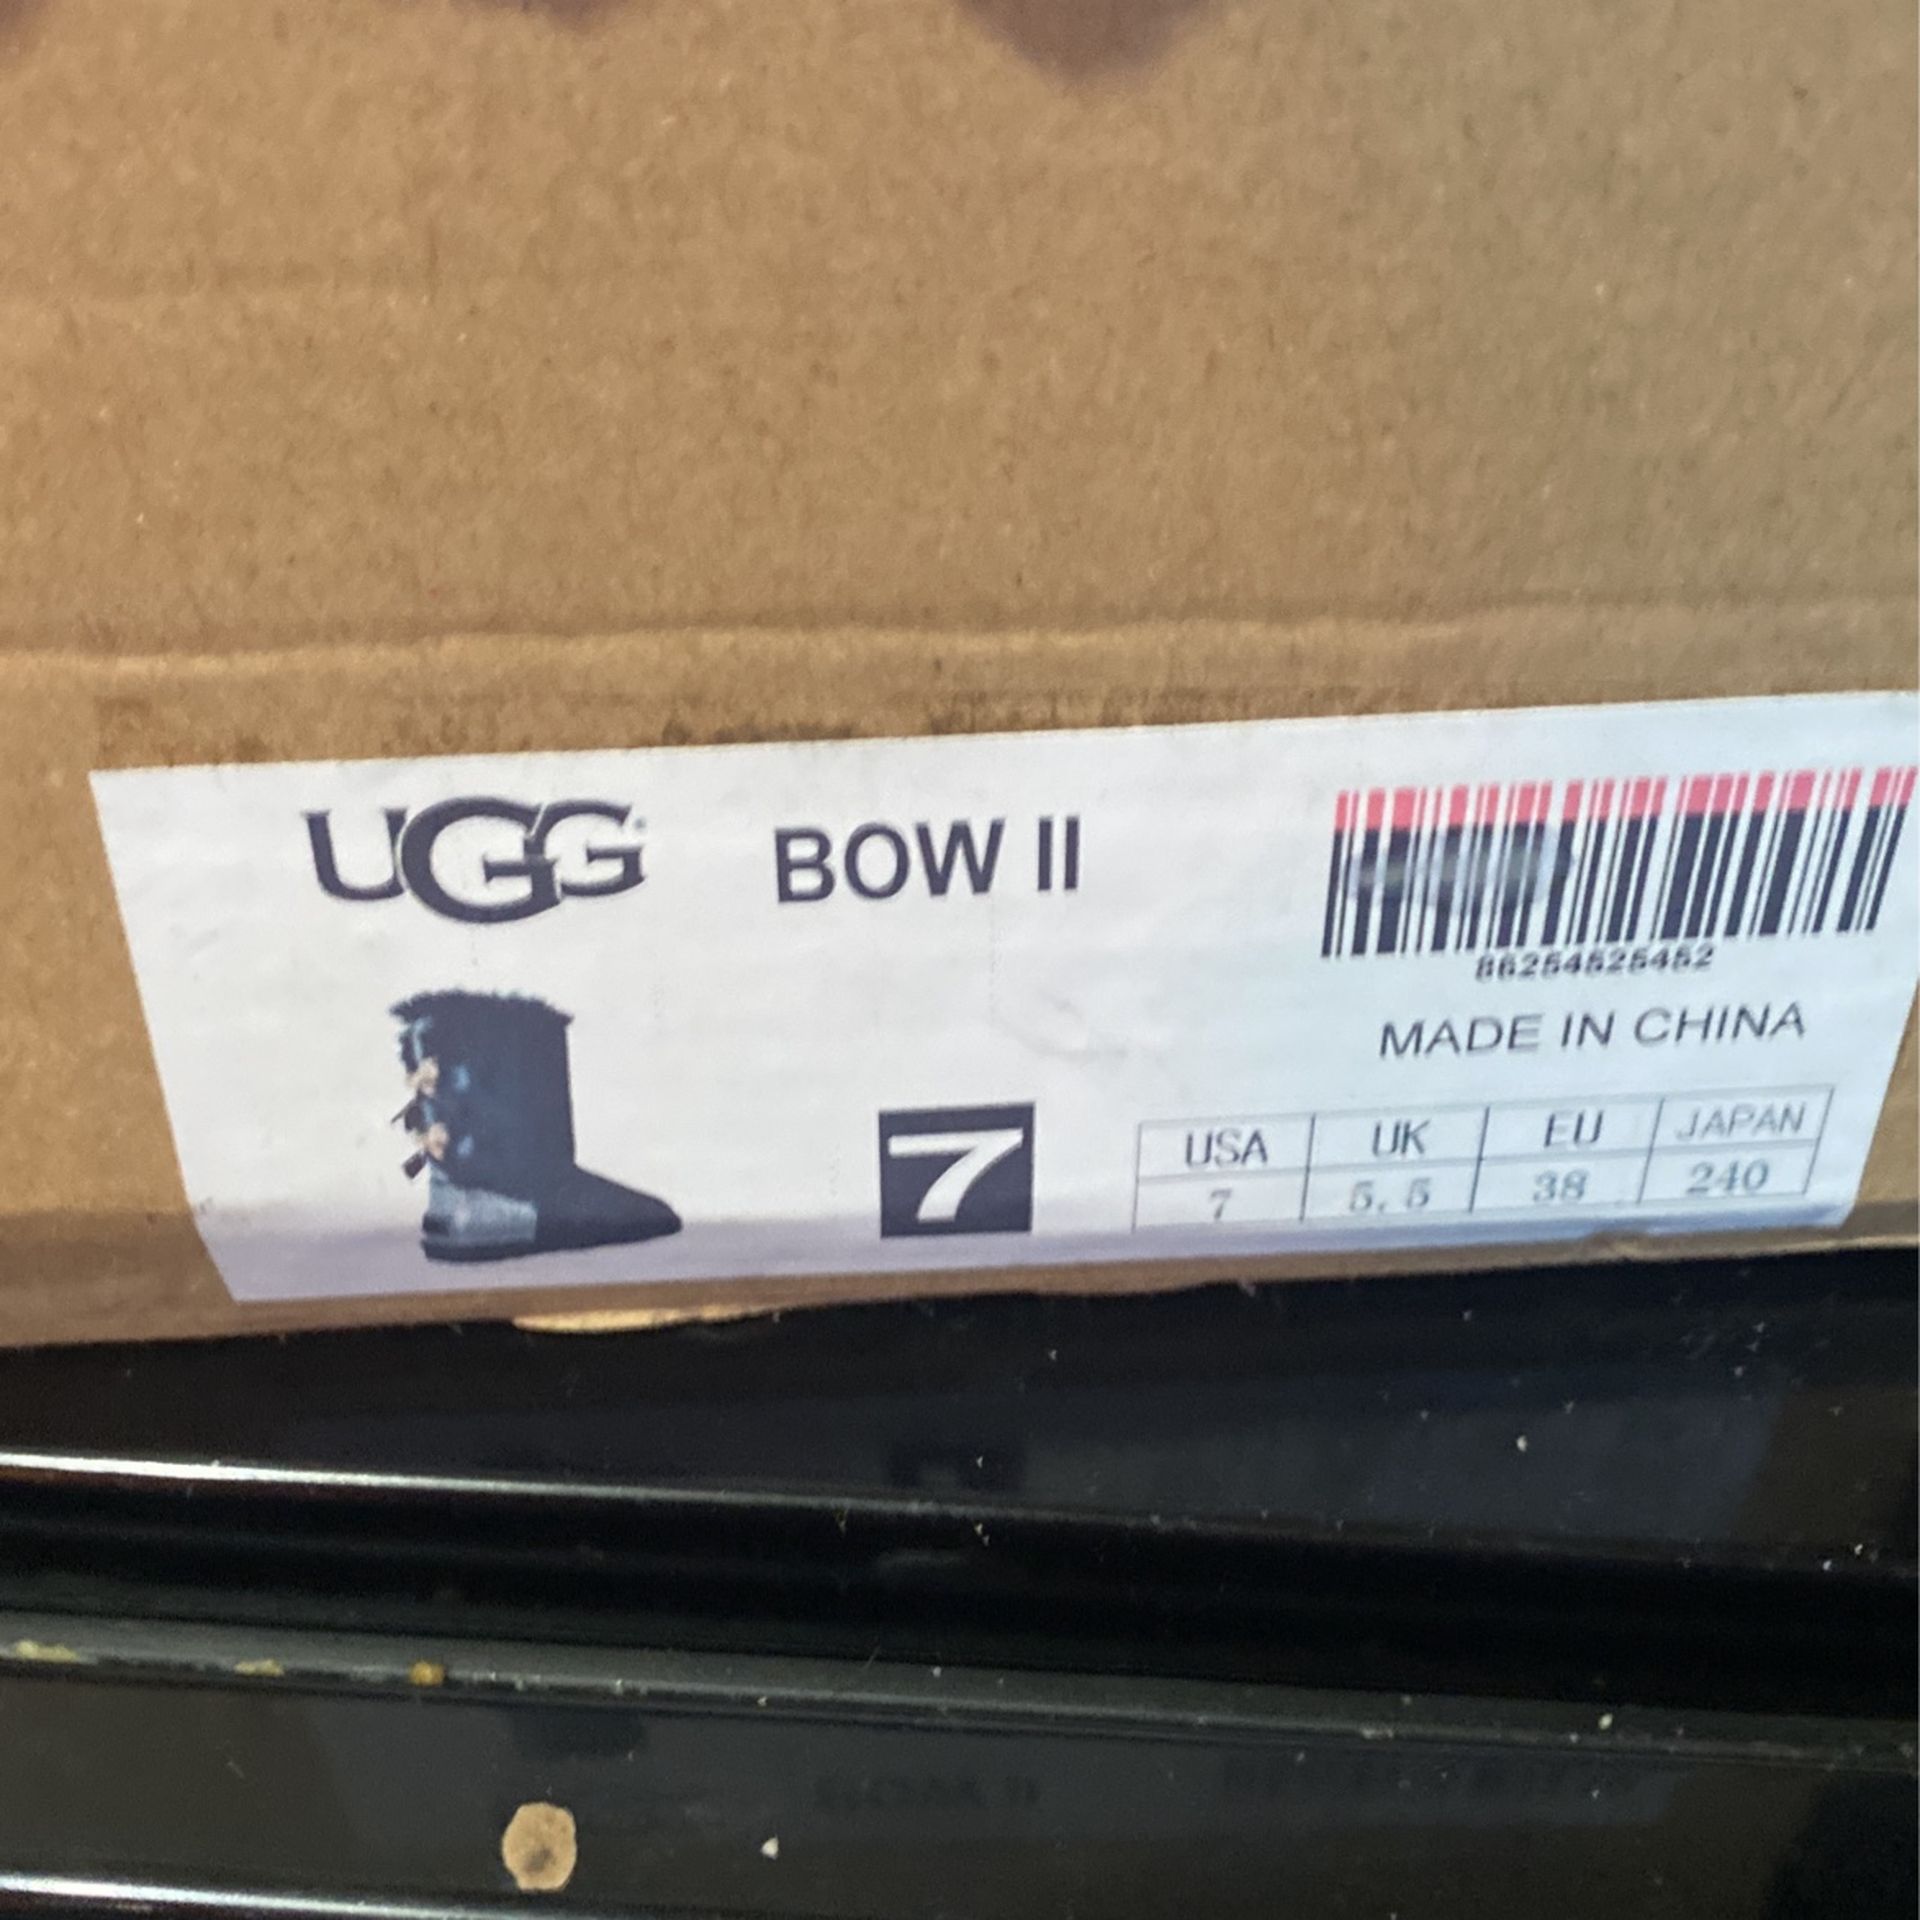 UGG BOW II
86254525452
MADE IN CHINA
7
USA UK EU JAPAN
7 5.5 38 240